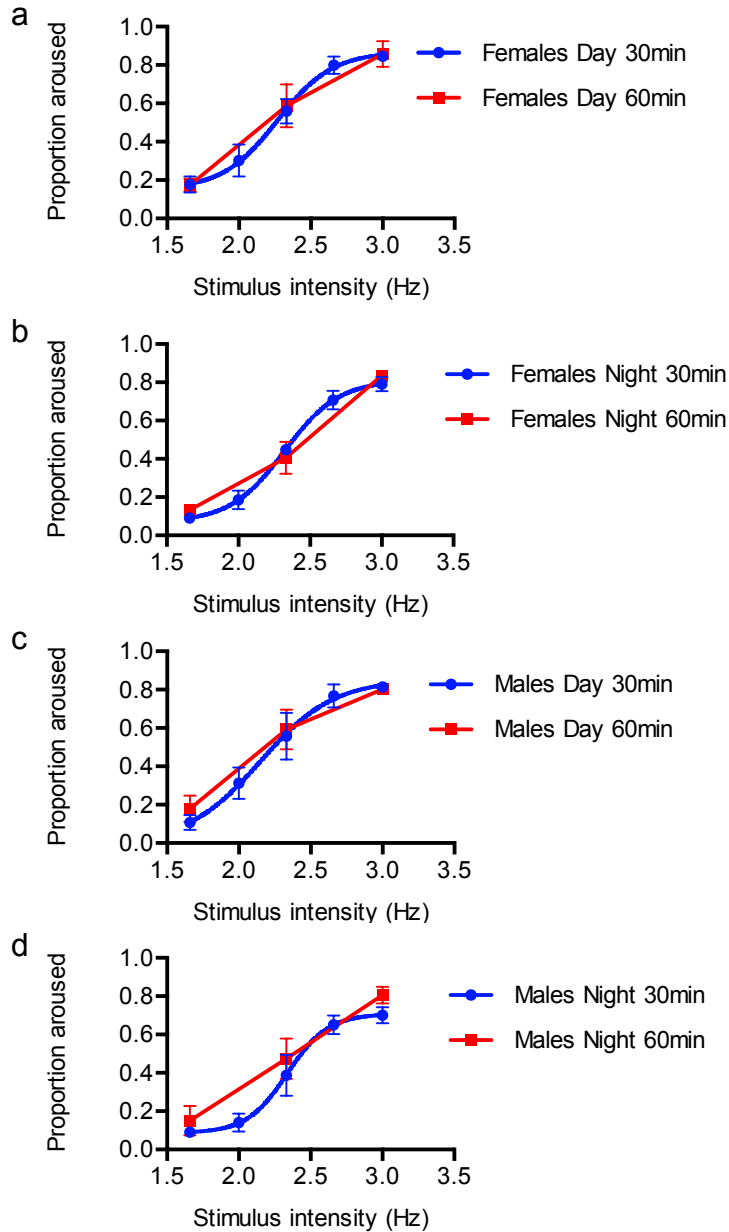 a
Proportion aroused
1.0
0.8
0.6
0.4
0.2
0.0
1.5 2.0 2.5 3.0 3.5
Stimulus intensity (Hz)
Females Day 30min
Females Day 60min
b
Proportion aroused
1.0
0.8
0.6
0.4
0.2
0.0
1.5 2.0 2.5 3.0 3.5
Stimulus intensity (Hz)
Females Night 30min
Females Night 60min
c
Proportion aroused
1.0
0.8
0.6
0.4
0.2
0.0
1.5 2.0 2.5 3.0 3.5
Stimulus intensity (Hz)
Males Day 30min
Males Day 60min
d
Proportion aroused
1.0
0.8
0.6
0.4
0.2
0.0
1.5 2.0 2.5 3.0 3.5
Stimulus intensity (Hz)
Males Night 30min
Males Night 60min